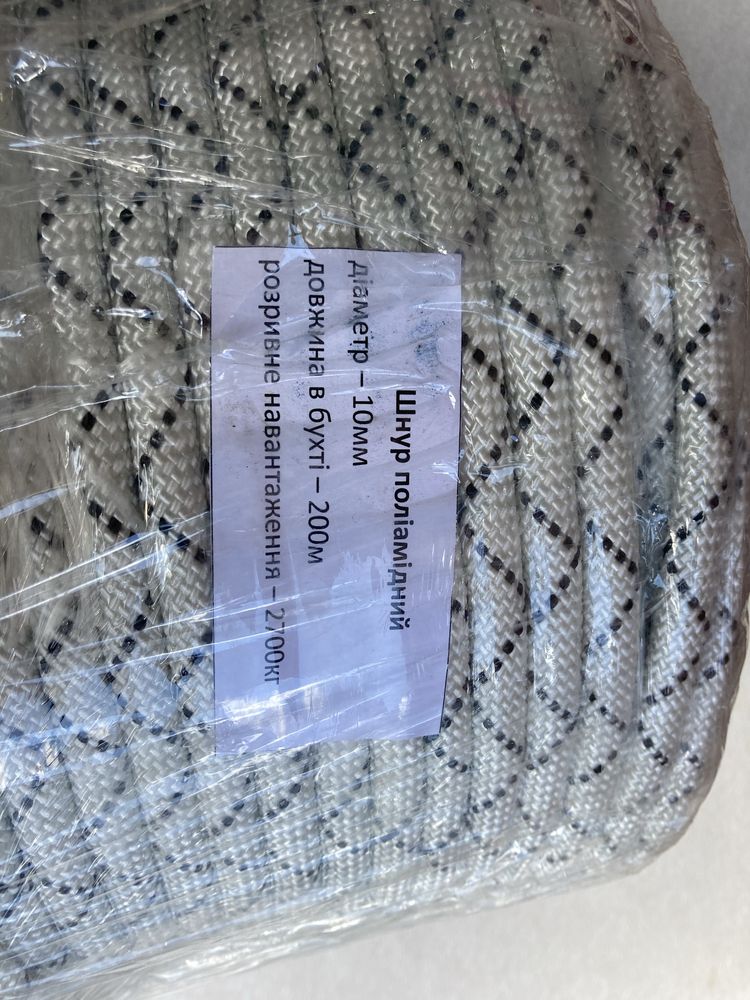 Шнур поліамідний
діаметр – 10мм
довжина в бухті – 200м
розривне навантаження – 2700кг